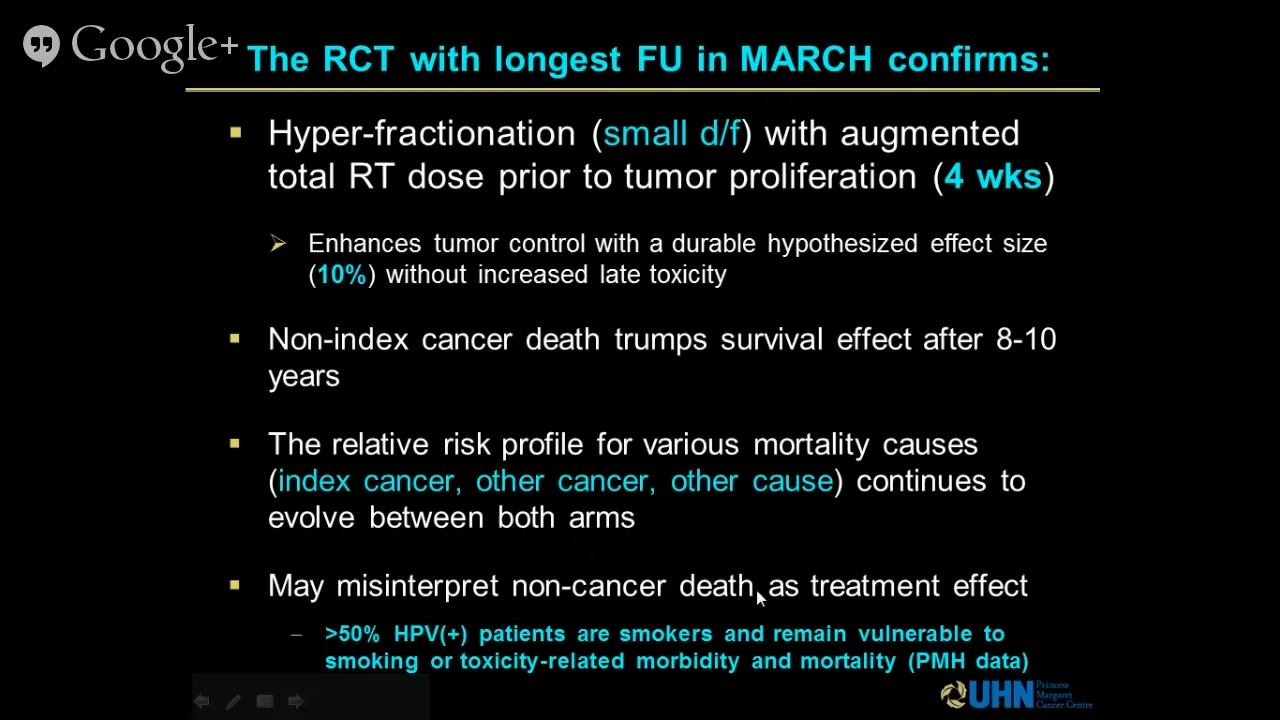 Google+
The RCT with longest FU in MARCH confirms:
Hyper-fractionation (small d/f) with augmented
total RT dose prior to tumor proliferation (4 wks)
Enhances tumor control with a durable hypothesized effect size
(10%) without increased late toxicity
Non-index cancer death trumps survival effect after 8-10
years
The relative risk profile for various mortality causes
(index cancer, other cancer, other cause) continues to
evolve between both arms
May misinterpret non-cancer death as treatment effect
– >50% HPV(+) patients are smokers and remain vulnerable to
smoking or toxicity-related morbidity and mortality (PMH data)
UHN
Princess
Margaret
Cancer Centre